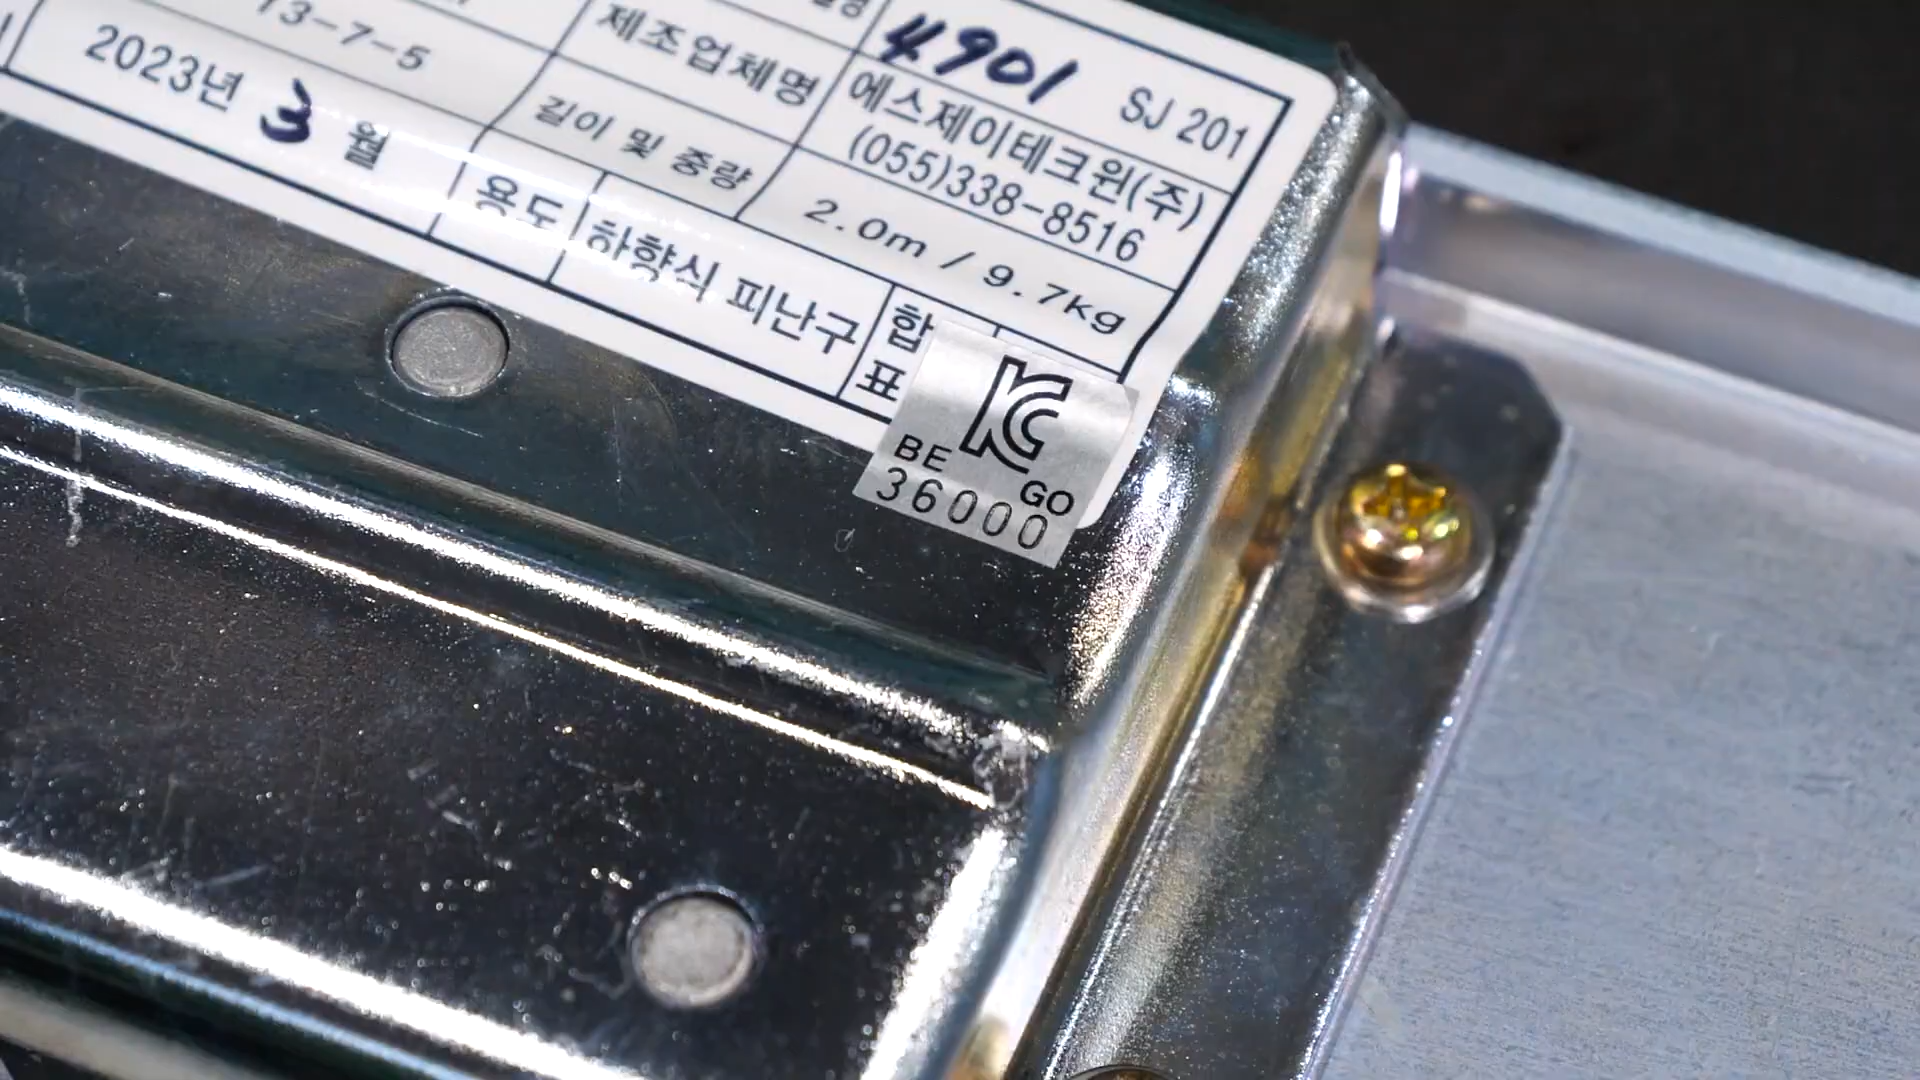 4901 SJ 201
13-7-5
제조업체명
에스제이테크윈(주)
(055)338-8516
2023년 3 월
길이 및 중량
2.0m / 9.7kg
용도
하향식 피난구
합
표
KC
BE
GO
36000